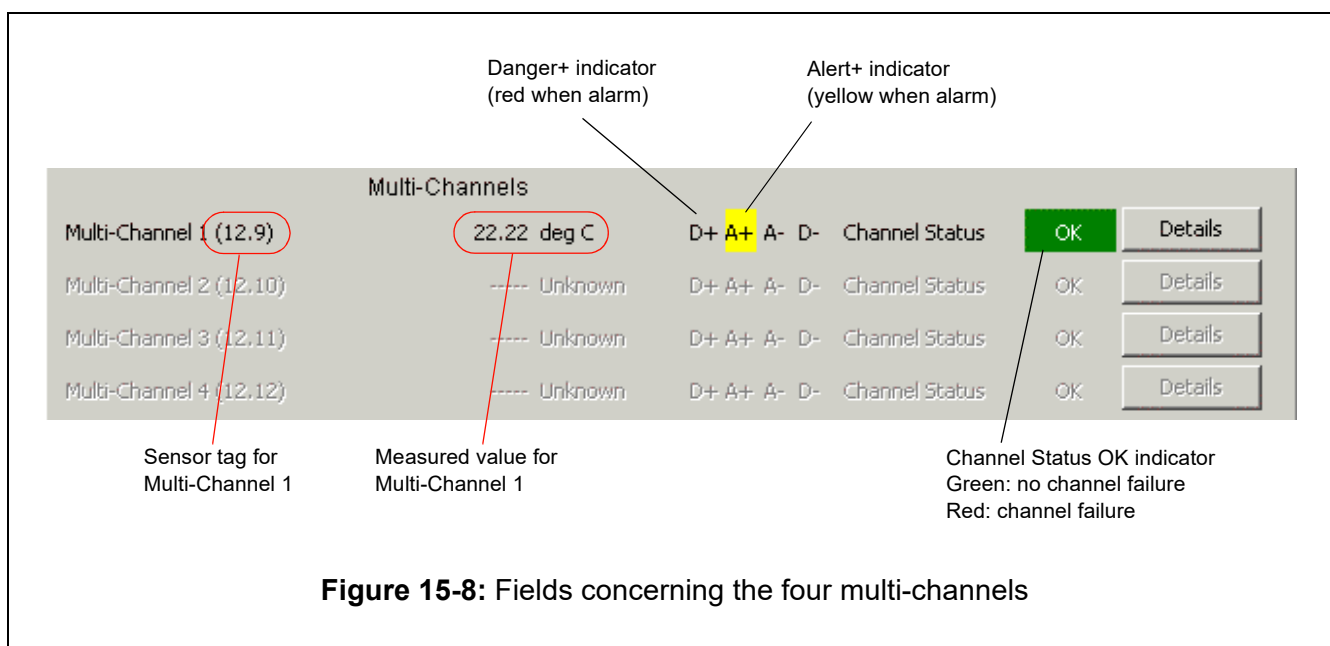 Danger+ indicator
(red when alarm)
Alert+ indicator
(yellow when alarm)
Multi-Channels
Multi-Channel 1 (12.9) 22.22 deg C D+ A+ A- D- Channel Status OK Details
Multi-Channel 2 (12.10) ----- Unknown D+ A+ A- D- Channel Status OK Details
Multi-Channel 3 (12.11) ----- Unknown D+ A+ A- D- Channel Status OK Details
Multi-Channel 4 (12.12) ----- Unknown D+ A+ A- D- Channel Status OK Details
Sensor tag for
Multi-Channel 1
Measured value for
Multi-Channel 1
Channel Status OK indicator
Green: no channel failure
Red: channel failure
Figure 15-8: Fields concerning the four multi-channels